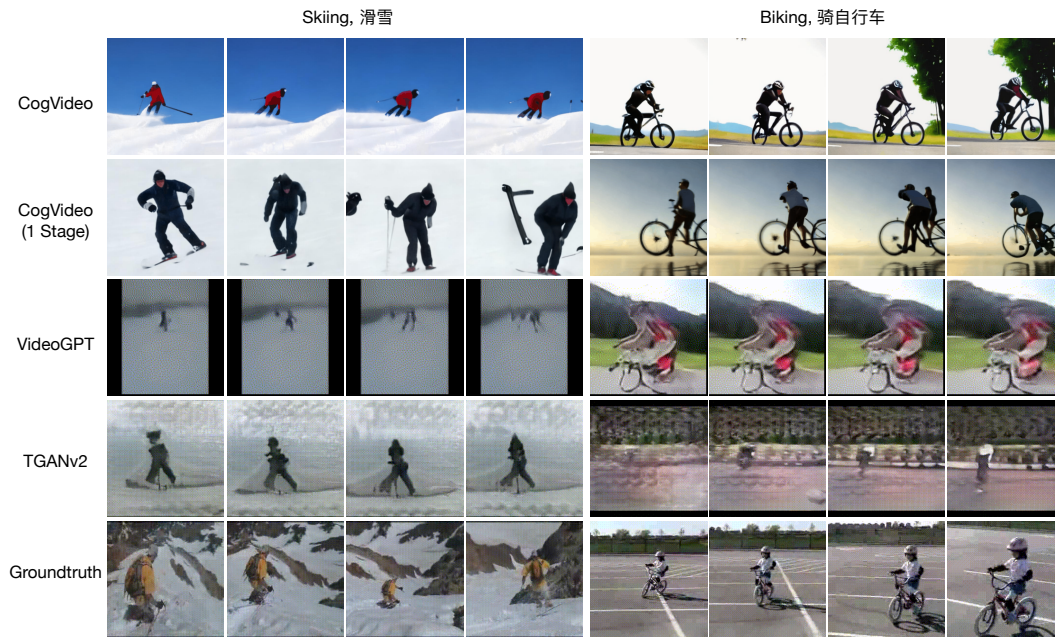 Skiing, 滑雪
Biking, 骑自行车
CogVideo
CogVideo
(1 Stage)
VideoGPT
TGANv2
Groundtruth